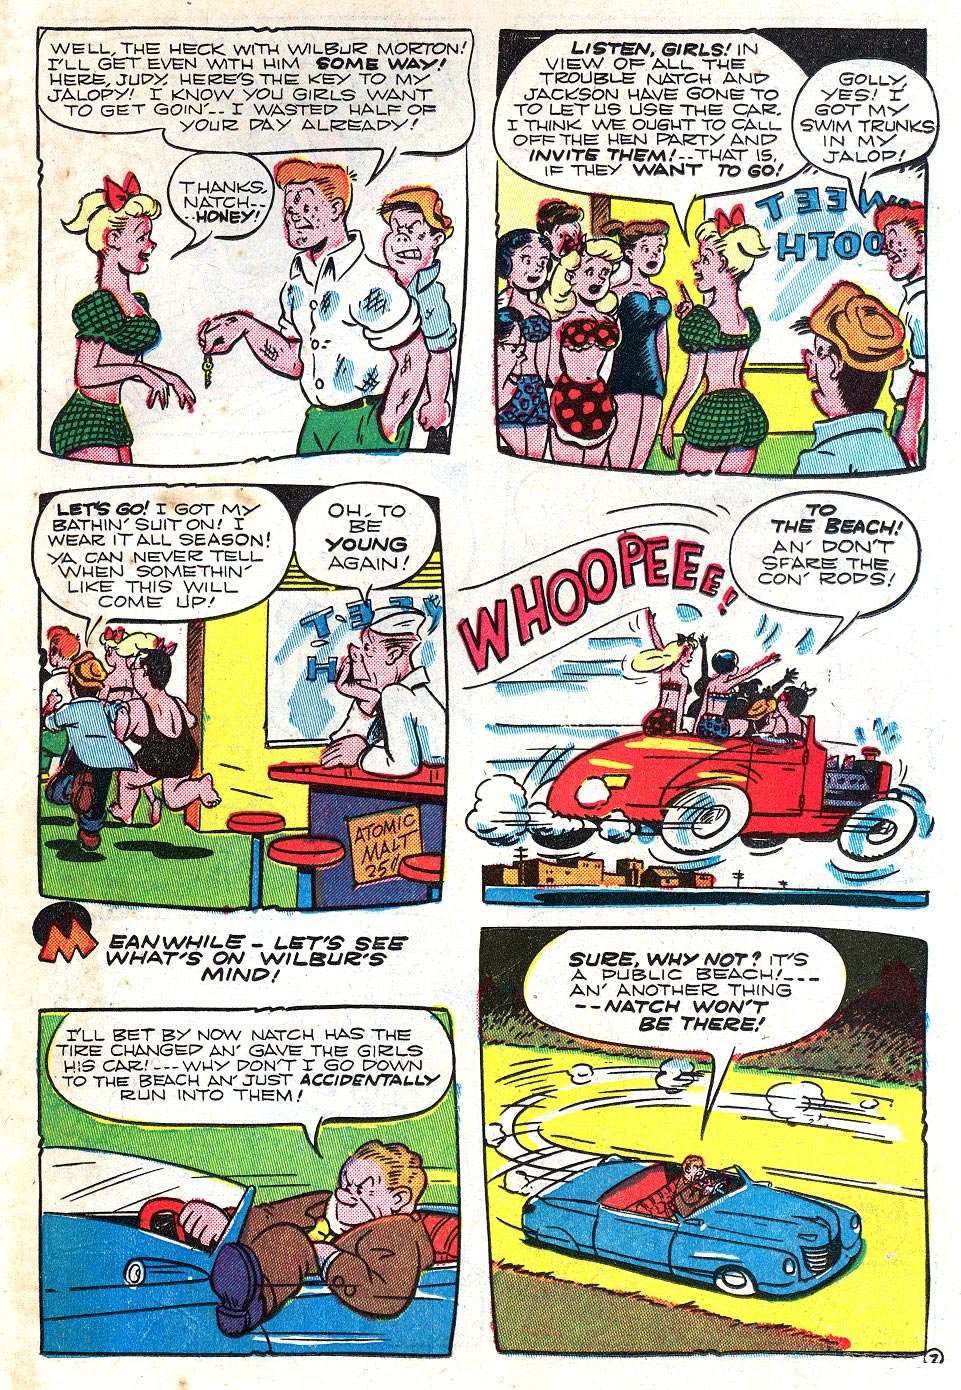 WELL, THE HECK WITH WILBUR MORTON!
I'LL GET EVEN WITH HIM SOME WAY!
HERE, JUDY, HERE'S THE KEY TO MY
JALOPY! I KNOW YOU GIRLS WANT
TO GET GOIN'-- I WASTED HALF OF
YOUR DAY ALREADY!
THANKS,
NATCH--
--HONEY!
LISTEN, GIRLS! IN
VIEW OF ALL THE
TROUBLE NATCH AND
JACKSON HAVE GONE TO
TO LET US USE THE CAR,
I THINK WE OUGHT TO CALL
OFF THE HEN PARTY AND
INVITE THEM!--THAT IS,
IF THEY WANT TO GO!
GOLLY,
YES! I
GOT MY
SWIM TRUNKS
IN MY
JALOP!
SWEET
OOTH
LET'S GO! I GOT MY
BATHIN' SUIT ON! I
WEAR IT ALL SEASON!
YA CAN NEVER TELL
WHEN SOMETHIN'
LIKE THIS WILL
COME UP!
OH, TO
BE
YOUNG
AGAIN!
ATOMIC
MALT
25¢!!
WHOOPEEE!
TO
THE BEACH!
AN' DON'T
SFARE THE
CON' RODS!
MEANWHILE - LET'S SEE
WHAT'S ON WILBUR'S
MIND!
I'LL BET BY NOW NATCH HAS THE
TIRE CHANGED AN' GAVE THE GIRLS
HIS CAR!---WHY DON'T I GO DOWN
TO THE BEACH AN' JUST ACCIDENTALLY
RUN INTO THEM!
SURE, WHY NOT? IT'S
A PUBLIC BEACH!---
AN' ANOTHER THING
--NATCH WON'T
BE THERE!
7